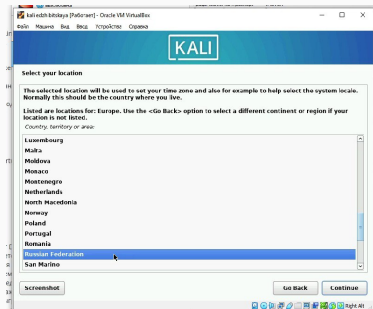 kali edzh bitskaya [Работает] - Oracle VM VirtualBox
Файл Машина Вид Ввод Устройства Справка
KALI
Select your location
The selected location will be used to set your time zone and also for example to help select the system locale.
Normally this should be the country where you live.
Listed are locations for: Europe. Use the <Go Back> option to select a different continent or region if your
location is not listed.
Country, territory or area:
Luxembourg
Malta
Moldova
Monaco
Montenegro
Netherlands
North Macedonia
Norway
Poland
Portugal
Romania
Russian Federation
San Marino
Screenshot
Go Back
Continue
Right Alt